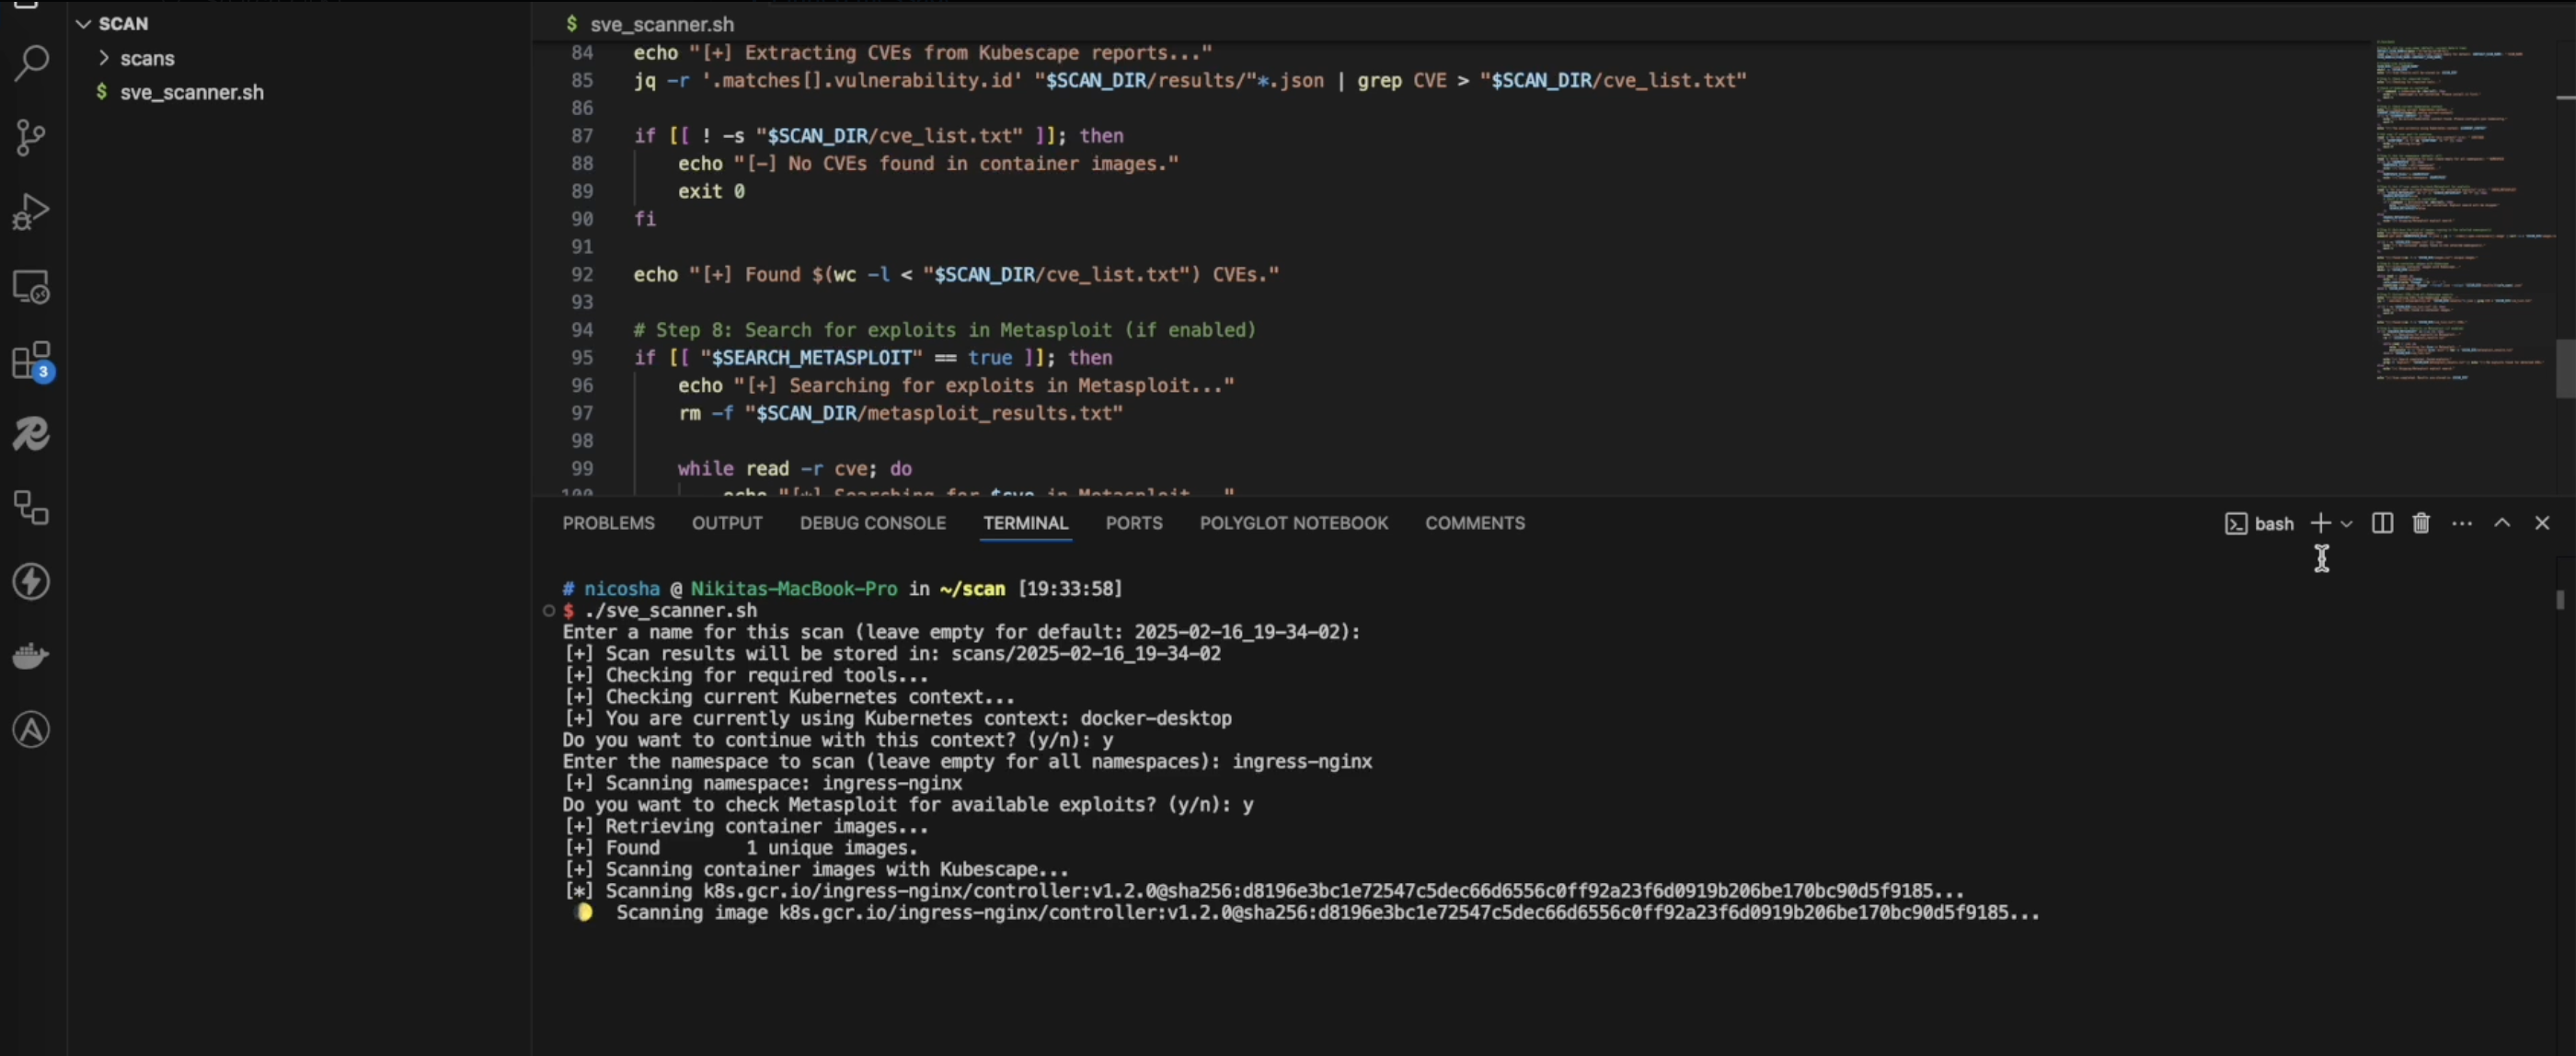 SCAN
scans
$ sve_scanner.sh
3
$ sve_scanner.sh
84 echo "[+] Extracting CVEs from Kubescape reports..."
85 jq -r '.matches[].vulnerability.id' "$SCAN_DIR/results/"*.json | grep CVE > "$SCAN_DIR/cve_list.txt"
86
87 if [[ ! -s "$SCAN_DIR/cve_list.txt" ]]; then
88 echo "[-] No CVEs found in container images."
89 exit 0
90 fi
91
92 echo "[+] Found $(wc -l < "$SCAN_DIR/cve_list.txt") CVEs."
93
94 # Step 8: Search for exploits in Metasploit (if enabled)
95 if [[ "$SEARCH_METASPLOIT" == true ]]; then
96 echo "[+] Searching for exploits in Metasploit..."
97 rm -f "$SCAN_DIR/metasploit_results.txt"
98
99 while read -r cve; do
100 echo "[*] Searching for $cve in Metasploit..."
PROBLEMS OUTPUT DEBUG CONSOLE TERMINAL PORTS POLYGLOT NOTEBOOK COMMENTS bash
# nicosha @ Nikitas-MacBook-Pro in ~/scan [19:33:58]
$ ./sve_scanner.sh
Enter a name for this scan (leave empty for default: 2025-02-16_19-34-02):
[+] Scan results will be stored in: scans/2025-02-16_19-34-02
[+] Checking for required tools...
[+] Checking current Kubernetes context...
[+] You are currently using Kubernetes context: docker-desktop
Do you want to continue with this context? (y/n): y
Enter the namespace to scan (leave empty for all namespaces): ingress-nginx
[+] Scanning namespace: ingress-nginx
Do you want to check Metasploit for available exploits? (y/n): y
[+] Retrieving container images...
[+] Found 1 unique images.
[+] Scanning container images with Kubescape...
[*] Scanning k8s.gcr.io/ingress-nginx/controller:v1.2.0@sha256:d8196e3bc1e72547c5dec66d6556c0ff92a23f6d0919b206be170bc90d5f9185...
Scanning image k8s.gcr.io/ingress-nginx/controller:v1.2.0@sha256:d8196e3bc1e72547c5dec66d6556c0ff92a23f6d0919b206be170bc90d5f9185...